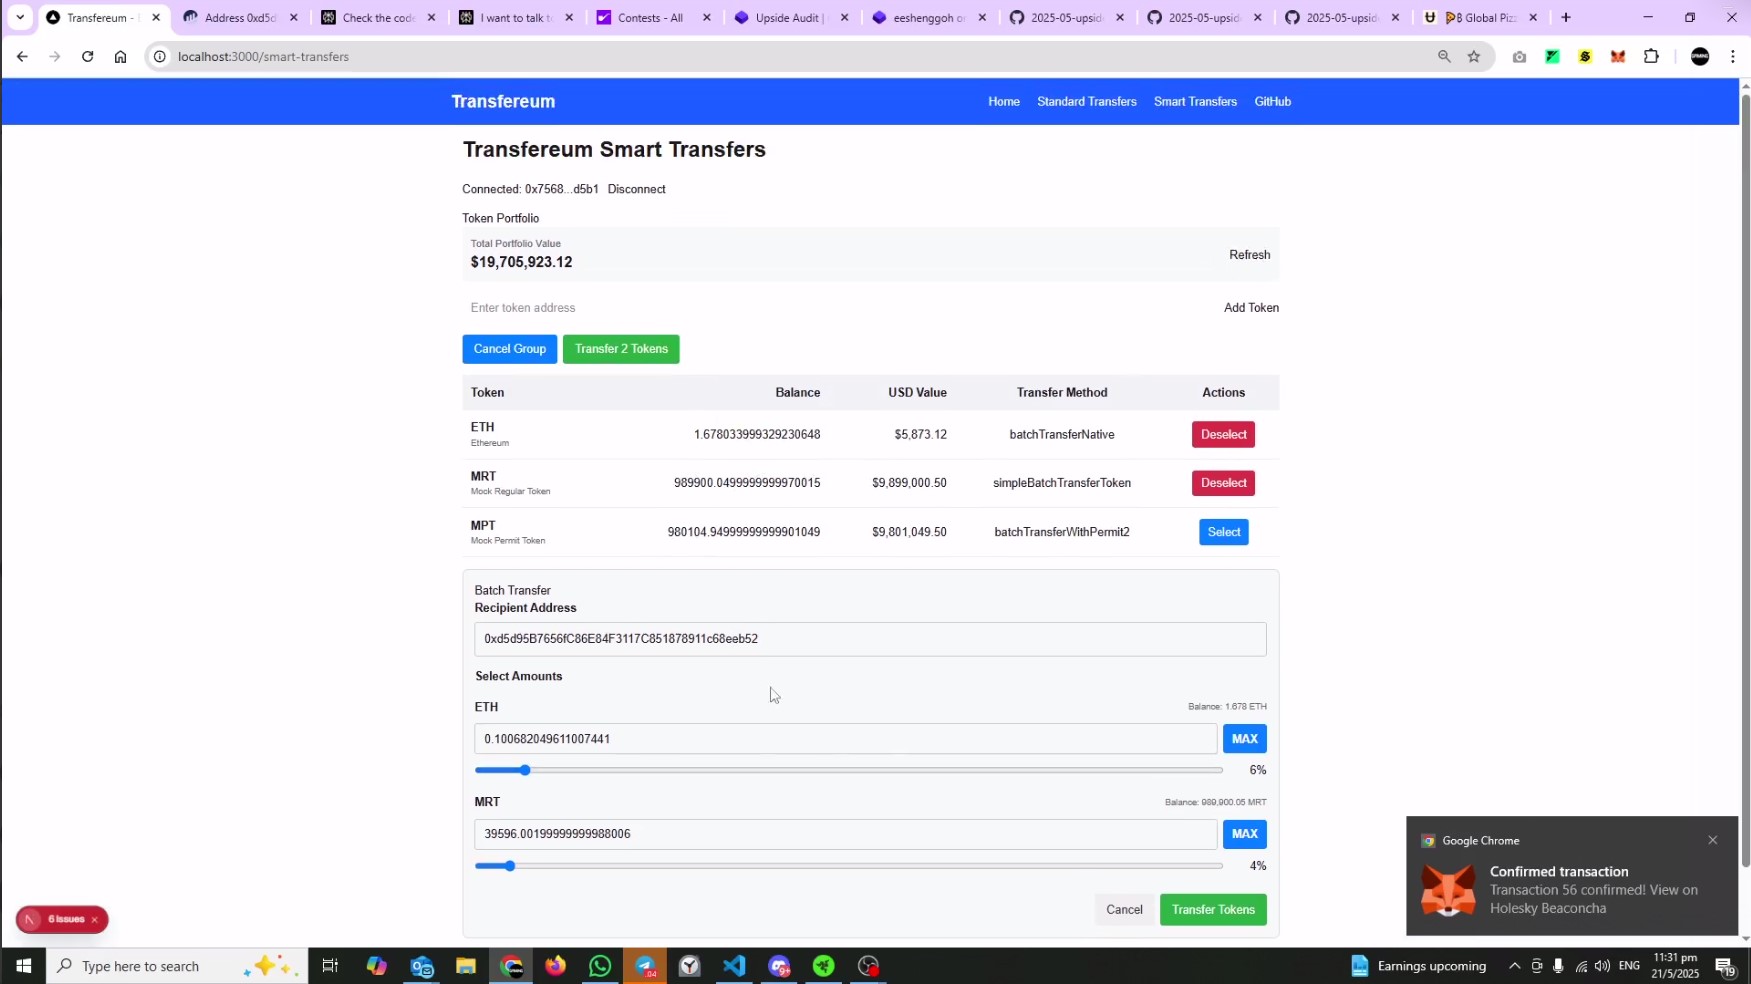 Transfereum -
Address 0xd5d
Check the code
I want to talk t
Contests - All
Upside Audit |
eeshenggoh o
2025-05-upsid
2025-05-upsid
2025-05-upsid
Global Piz
localhost:3000/smart-transfers
Transfereum
Home
Standard Transfers
Smart Transfers
GitHub
Transfereum Smart Transfers
Connected: 0x7568...d5b1 Disconnect
Token Portfolio
Total Portfolio Value
$19,705,923.12
Refresh
Enter token address
Add Token
Cancel Group
Transfer 2 Tokens
Token Balance USD Value Transfer Method Actions
ETH
Ethereum
1.678033999329230648 $5,873.12 batchTransferNative Deselect
MRT
Mock Regular Token
989900.0499999999970015 $9,899,000.50 simpleBatchTransferToken Deselect
MPT
Mock Permit Token
980104.94999999999901049 $9,801,049.50 batchTransferWithPermit2 Select
Batch Transfer
Recipient Address
0xd5d95B7656fC86E84F3117C851878911c68eeb52
Select Amounts
ETH
Balance: 1.678 ETH
0.100682049611007441
MAX
6%
MRT
Balance: 989,900.05 MRT
39596.00199999999988006
MAX
4%
Cancel
Transfer Tokens
6 Issues
Google Chrome
Confirmed transaction
Transaction 56 confirmed! View on
Holesky Beaconcha
Type here to search
Earnings upcoming
ENG
11:31 pm
21/5/2025
19